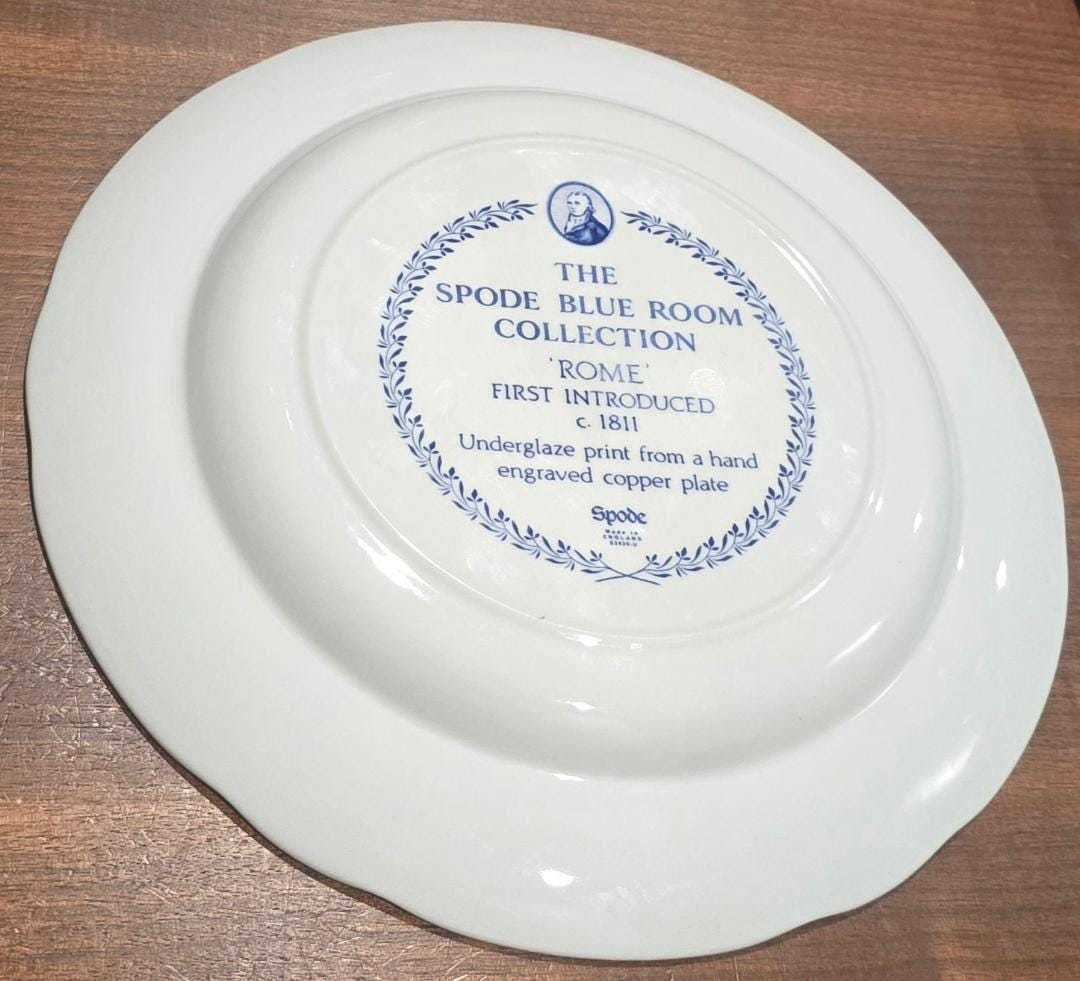 THE
SPODE BLUE ROOM
COLLECTION
'ROME'
FIRST INTRODUCED
c. 1811
Underglaze print from a hand
engraved copper plate
Spode
MADE IN
ENGLAND